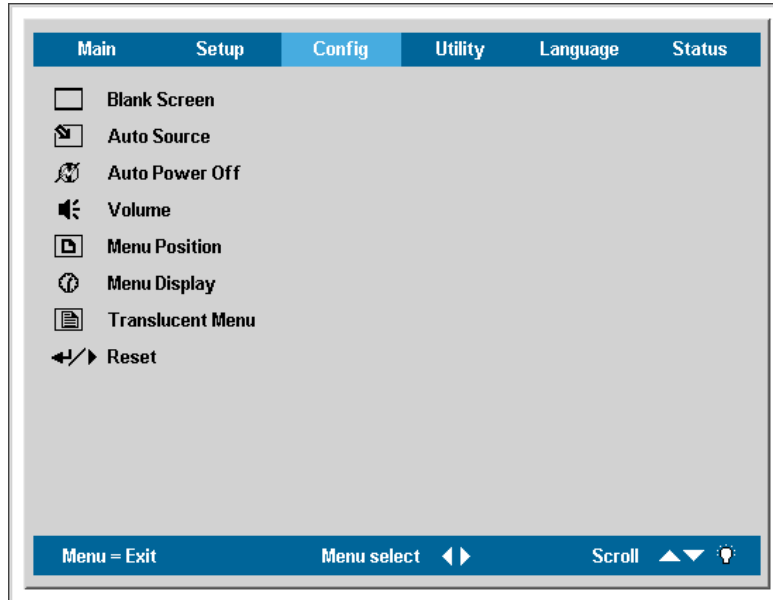 Main Setup Config Utility Language Status
Blank Screen
Auto Source
Auto Power Off
Volume
Menu Position
Menu Display
Translucent Menu
Reset
Menu = Exit Menu select Scroll